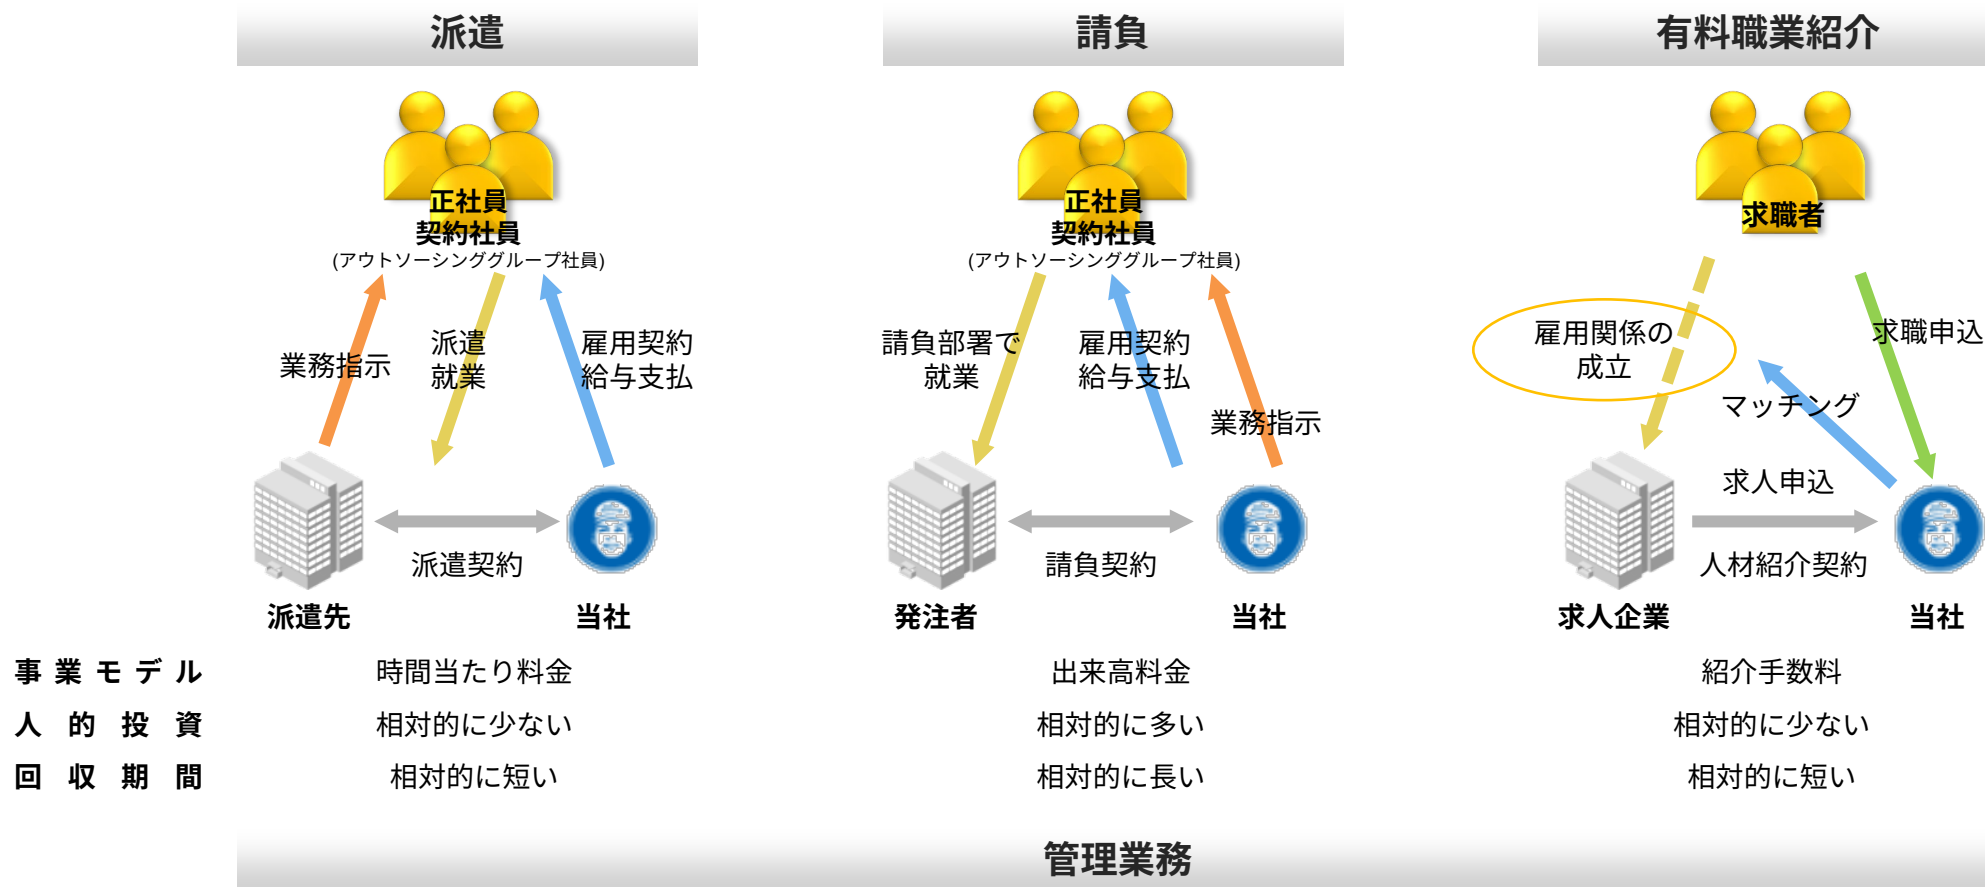 派遣
請負
有料職業紹介
正社員
契約社員
(アウトソーシンググループ社員)
業務指示
派遣
就業
雇用契約
給与支払
派遣契約
派遣先
当社
正社員
契約社員
(アウトソーシンググループ社員)
請負部署で
就業
雇用契約
給与支払
業務指示
請負契約
発注者
当社
求職者
雇用関係の
成立
求職申込
マッチング
求人申込
人材紹介契約
求人企業
当社
事業モデル
時間当たり料金
出来高料金
紹介手数料
人的投資
相対的に少ない
相対的に多い
相対的に少ない
回収期間
相対的に短い
相対的に長い
相対的に短い
管理業務